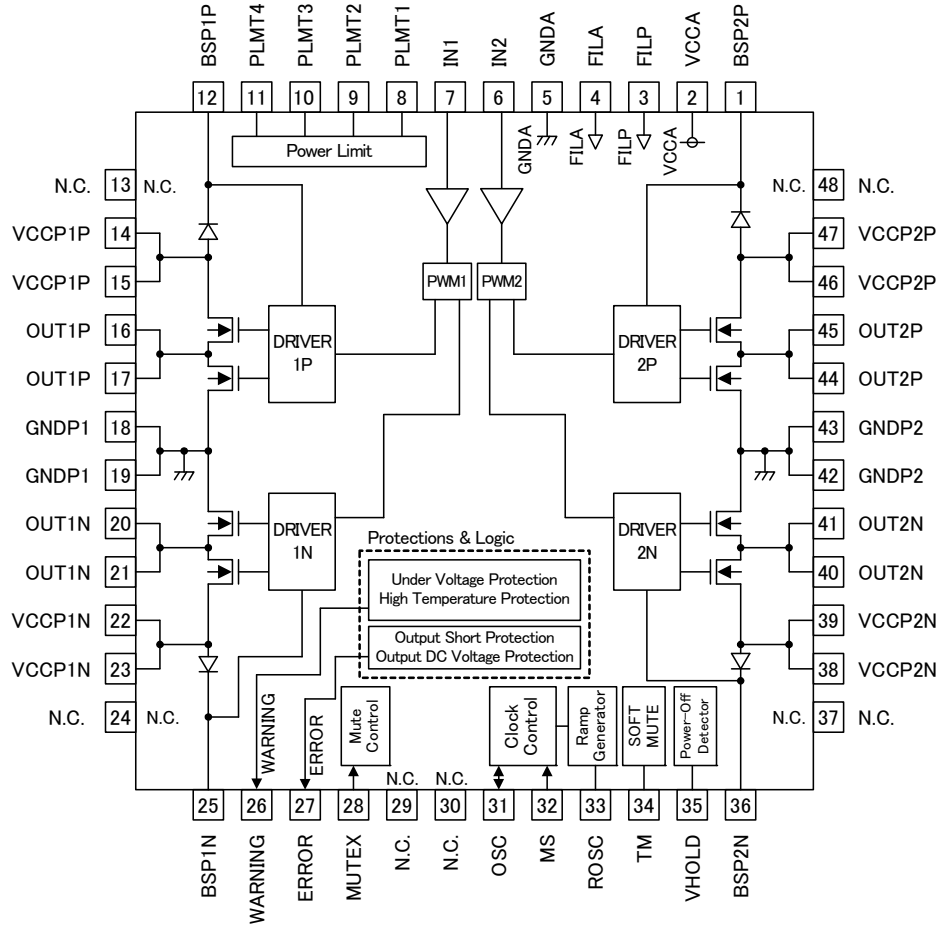 BSP1P
PLMT4
PLMT3
PLMT2
PLMT1
IN1
IN2
GNDA
FILA
FILP
VCCA
BSP2P
12
11
10
9
8
7
6
5
4
3
2
1
Power Limit
GNDA
FILA
FILP
VCCA
N.C. 13 N.C.
N.C. 48 N.C.
VCCP1P 14
47 VCCP2P
VCCP1P 15
46 VCCP2P
PWM1
PWM2
OUT1P 16
45 OUT2P
DRIVER
1P
DRIVER
2P
OUT1P 17
44 OUT2P
GNDP1 18
43 GNDP2
GNDP1 19
42 GNDP2
OUT1N 20
41 OUT2N
DRIVER
1N
DRIVER
2N
OUT1N 21
40 OUT2N
Protections & Logic
Under Voltage Protection
High Temperature Protection
Output Short Protection
Output DC Voltage Protection
VCCP1N 22
39 VCCP2N
VCCP1N 23
38 VCCP2N
N.C. 24 N.C.
N.C. 37 N.C.
WARNING
ERROR
Mute
Control
N.C.
N.C.
Clock
Control
Ramp
Generator
SOFT
MUTE
Power-Off
Detector
25
26
27
28
29
30
31
32
33
34
35
36
BSP1N
WARNING
ERROR
MUTEX
N.C.
N.C.
OSC
MS
ROSC
TM
VHOLD
BSP2N